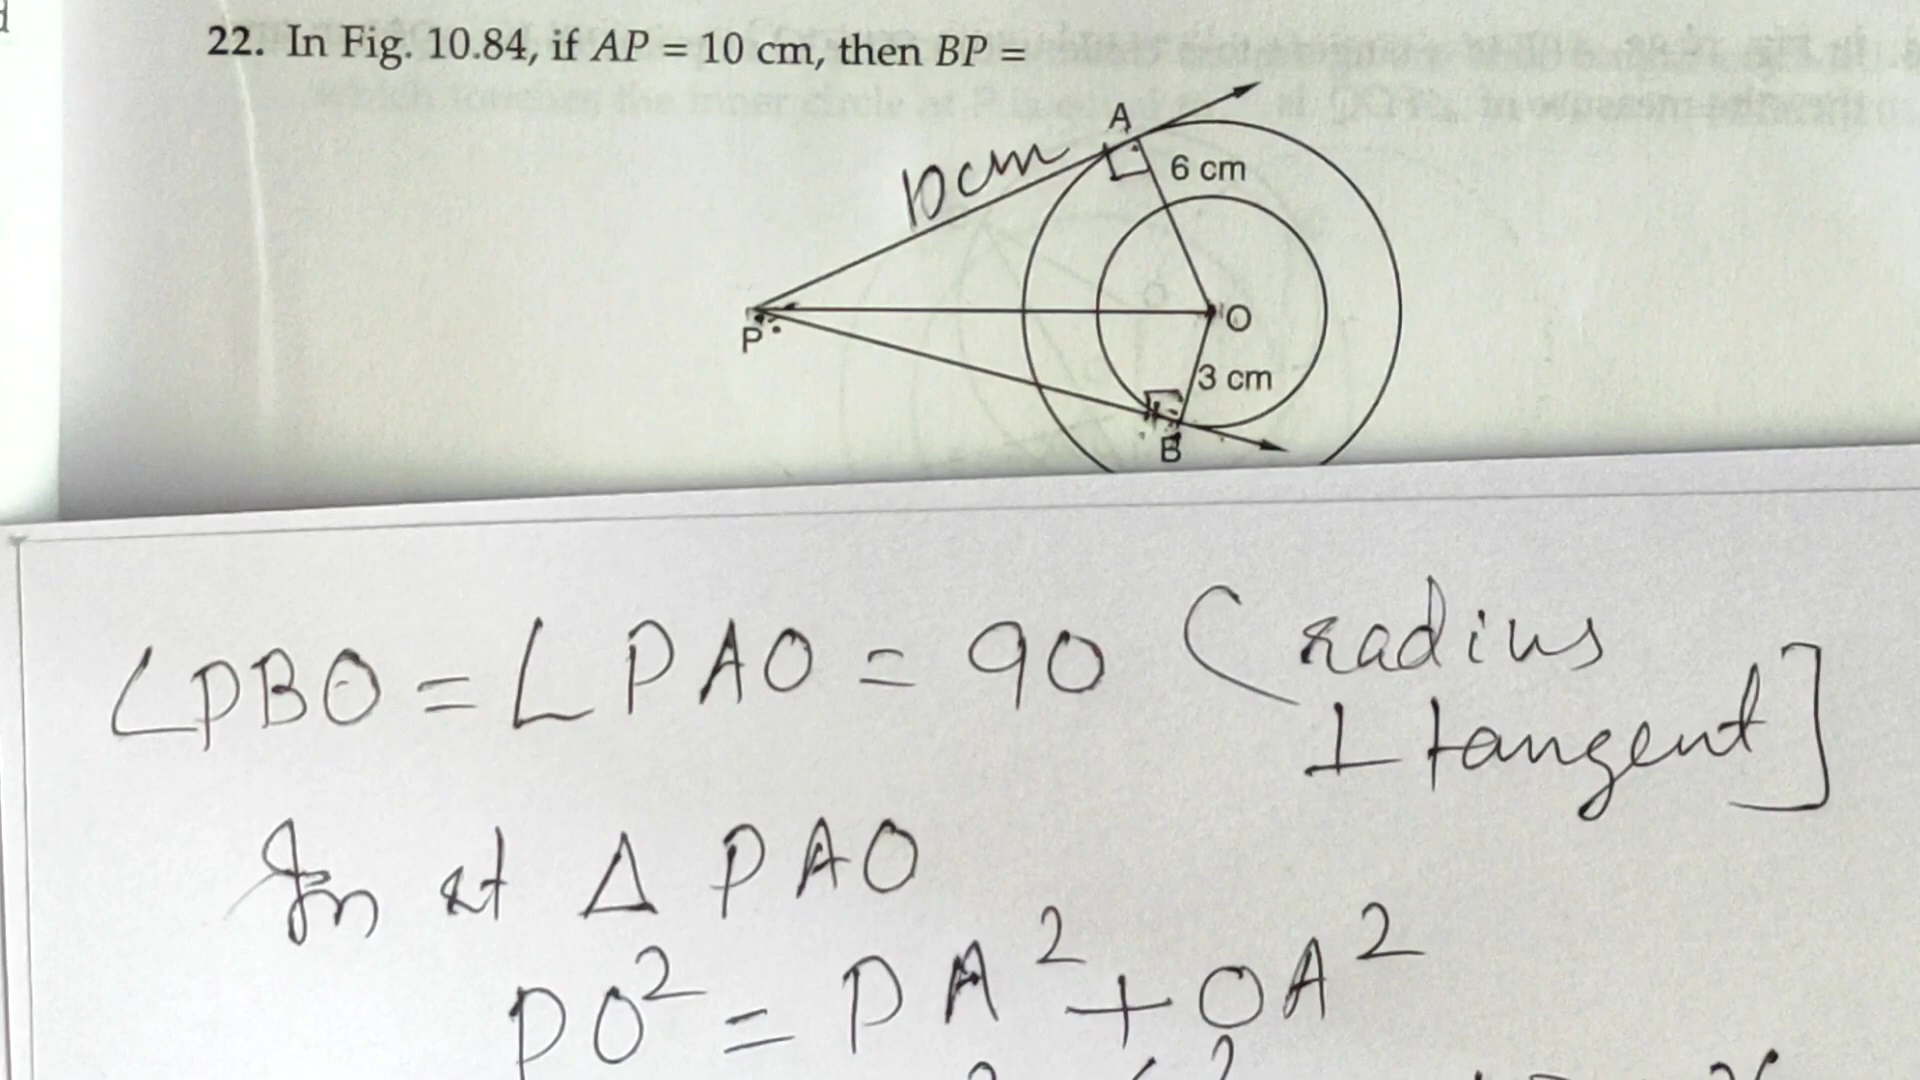 22. In Fig. 10.84, if AP = 10 cm, then BP =
A
10cm
6 cm
P
O
3 cm
B
∠PBO = ∠PAO = 90 (radius
⊥ tangent]
In rt Δ PAO
PO² = PA² + OA²